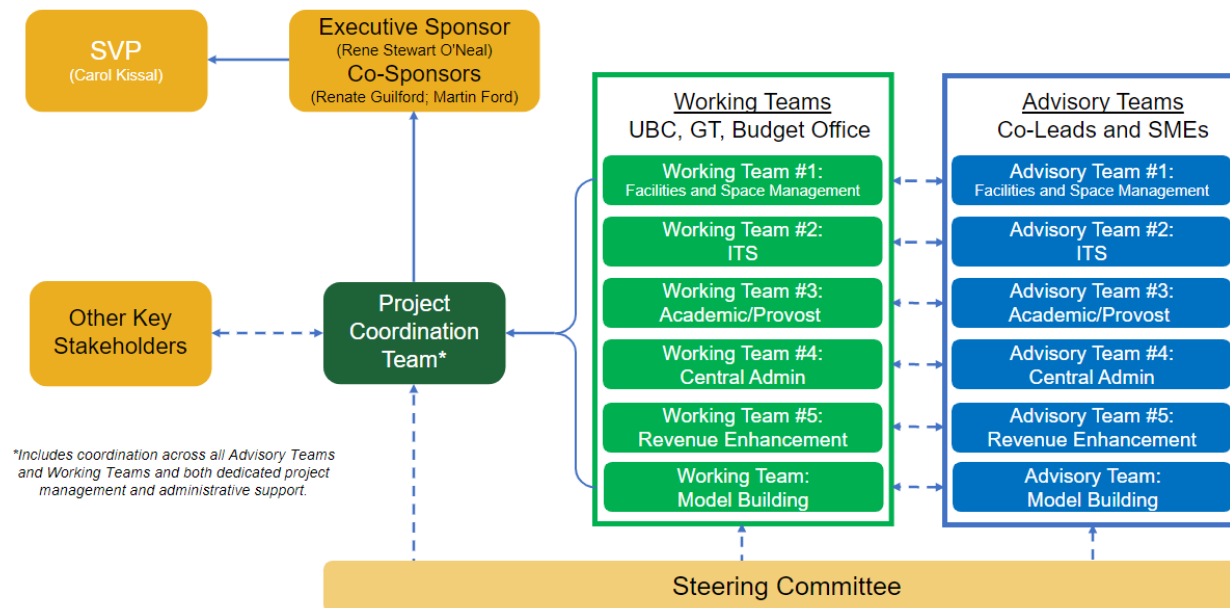 SVP
(Carol Kissal)
Executive Sponsor
(Rene Stewart O'Neal)
Co-Sponsors
(Renate Guilford; Martin Ford)
Other Key
Stakeholders
Project
Coordination
Team*
*Includes coordination across all Advisory Teams
and Working Teams and both dedicated project
management and administrative support.
Working Teams
UBC, GT, Budget Office
Working Team #1:
Facilities and Space Management
Working Team #2:
ITS
Working Team #3:
Academic/Provost
Working Team #4:
Central Admin
Working Team #5:
Revenue Enhancement
Working Team:
Model Building
Advisory Teams
Co-Leads and SMEs
Advisory Team #1:
Facilities and Space Management
Advisory Team #2:
ITS
Advisory Team #3:
Academic/Provost
Advisory Team #4:
Central Admin
Advisory Team #5:
Revenue Enhancement
Advisory Team:
Model Building
Steering Committee